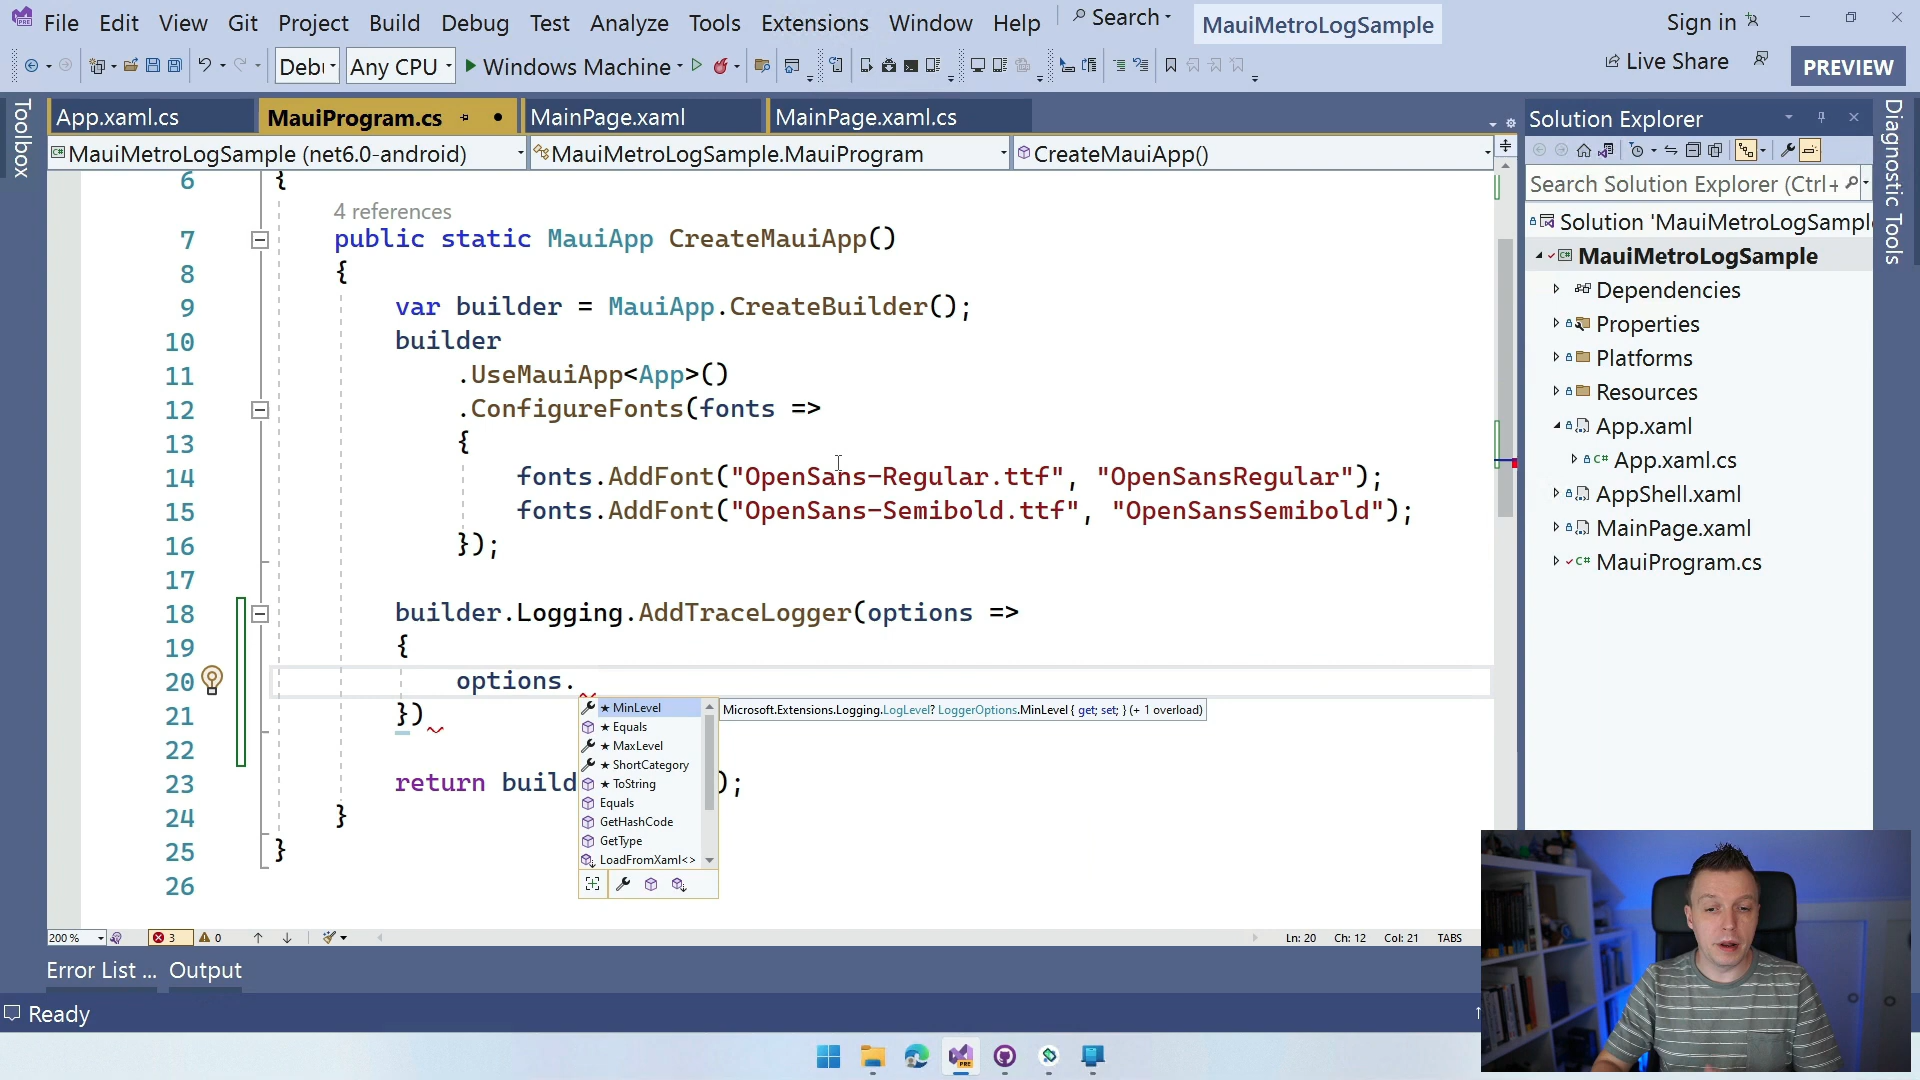 File Edit View Git Project Build Debug Test Analyze Tools Extensions Window Help Search MauiMetroLogSample Sign in
Any CPU Windows Machine Live Share PREVIEW
Toolbox
App.xaml.cs MauiProgram.cs MainPage.xaml MainPage.xaml.cs
MauiMetroLogSample (net6.0-android) MauiMetroLogSample.MauiProgram CreateMauiApp()
6 {
4 references
7 public static MauiApp CreateMauiApp()
8 {
9 var builder = MauiApp.CreateBuilder();
10 builder
11 .UseMauiApp<App>()
12 .ConfigureFonts(fonts =>
13 {
14 fonts.AddFont("OpenSans-Regular.ttf", "OpenSansRegular");
15 fonts.AddFont("OpenSans-Semibold.ttf", "OpenSansSemibold");
16 });
17
18 builder.Logging.AddTraceLogger(options =>
19 {
20 options.
21 })
22
23 return build );
24 }
25 }
26
★ MinLevel
★ Equals
★ MaxLevel
★ ShortCategory
★ ToString
Equals
GetHashCode
GetType
LoadFromXaml<>
Microsoft.Extensions.Logging.LogLevel? LoggerOptions.MinLevel { get; set; } (+ 1 overload)
200 % 3 0 Ln: 20 Ch: 12 Col: 21 TABS
Error List ... Output
Ready
Solution Explorer
Search Solution Explorer (Ctrl+
Solution 'MauiMetroLogSample
MauiMetroLogSample
Dependencies
Properties
Platforms
Resources
App.xaml
App.xaml.cs
AppShell.xaml
MainPage.xaml
MauiProgram.cs
Diagnostic Tools